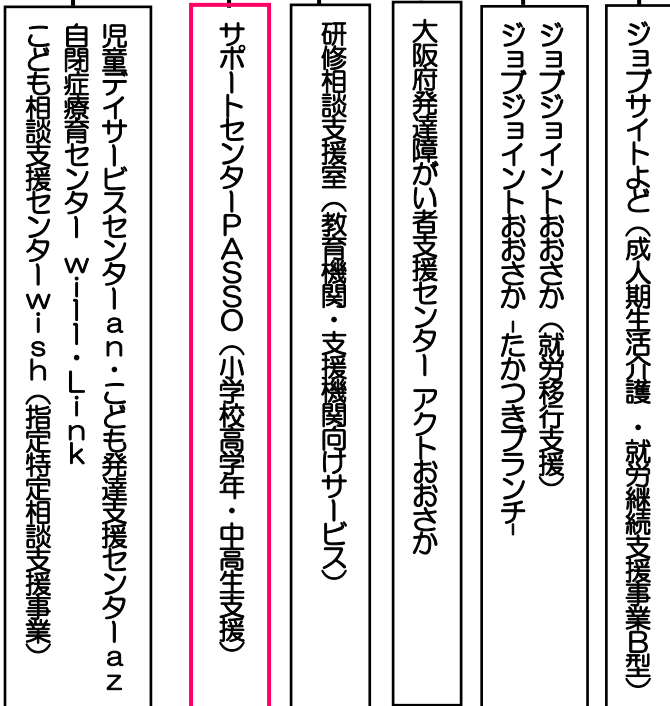 ジョブサイトよど（成人期生活介護 ・就労継続支援事業Ｂ型）
ジョブジョイントおおさか（就労移行支援）
ジョブジョイントおおさか -たかつきブランチ-
大阪府発達障がい者支援センター アクトおおさか
研修相談支援室（教育機関・支援機関向けサービス）
サポートセンターＰＡＳＳＯ（小学校高学年・中高生支援）
児童デイサービスセンターａｎ・こども発達支援センターａｚ
自閉症療育センター ｗｉｌｌ・Ｌｉｎｋ
こども相談支援センターｗｉｓｈ（指定特定相談支援事業）